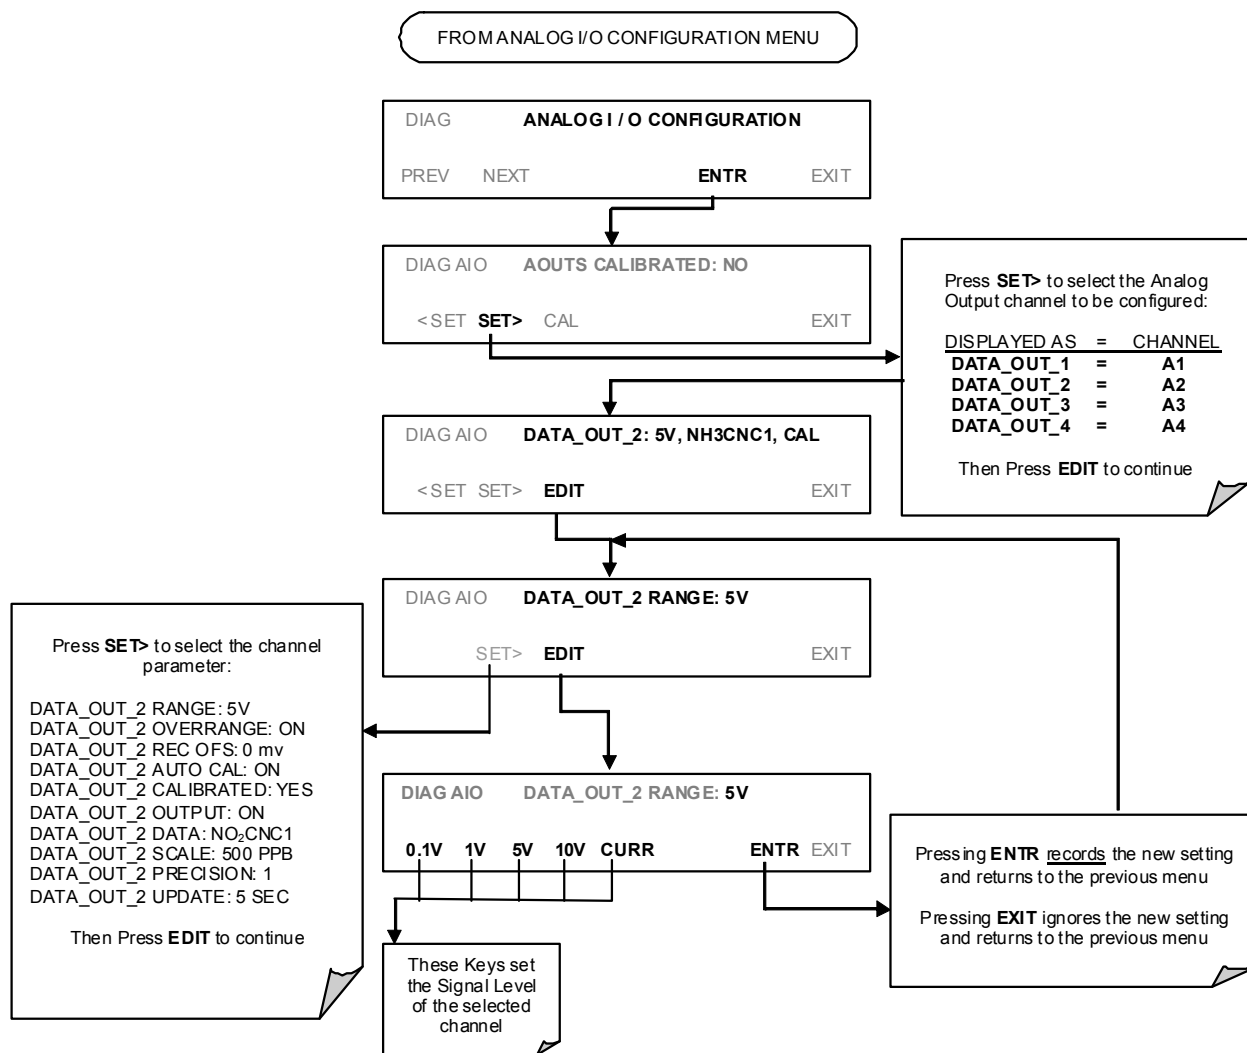 FROM ANALOG I/O CONFIGURATION MENU
DIAG ANALOG I / O CONFIGURATION
PREV NEXT ENTR EXIT
DIAG AIO AOUTS CALIBRATED: NO
< SET SET> CAL EXIT
Press SET> to select the Analog
Output channel to be configured:
DISPLAYED AS = CHANNEL
DATA_OUT_1 = A1
DATA_OUT_2 = A2
DATA_OUT_3 = A3
DATA_OUT_4 = A4
Then Press EDIT to continue
DIAG AIO DATA_OUT_2: 5V, NH3CNC1, CAL
< SET SET> EDIT EXIT
DIAG AIO DATA_OUT_2 RANGE: 5V
SET> EDIT EXIT
Press SET> to select the channel
parameter:
DATA_OUT_2 RANGE: 5V
DATA_OUT_2 OVERRANGE: ON
DATA_OUT_2 REC OFS: 0 mv
DATA_OUT_2 AUTO CAL: ON
DATA_OUT_2 CALIBRATED: YES
DATA_OUT_2 OUTPUT: ON
DATA_OUT_2 DATA: NO₂CNC1
DATA_OUT_2 SCALE: 500 PPB
DATA_OUT_2 PRECISION: 1
DATA_OUT_2 UPDATE: 5 SEC
Then Press EDIT to continue
DIAG AIO DATA_OUT_2 RANGE: 5V
0.1V 1V 5V 10V CURR ENTR EXIT
These Keys set
the Signal Level
of the selected
channel
Pressing ENTR records the new setting
and returns to the previous menu
Pressing EXIT ignores the new setting
and returns to the previous menu